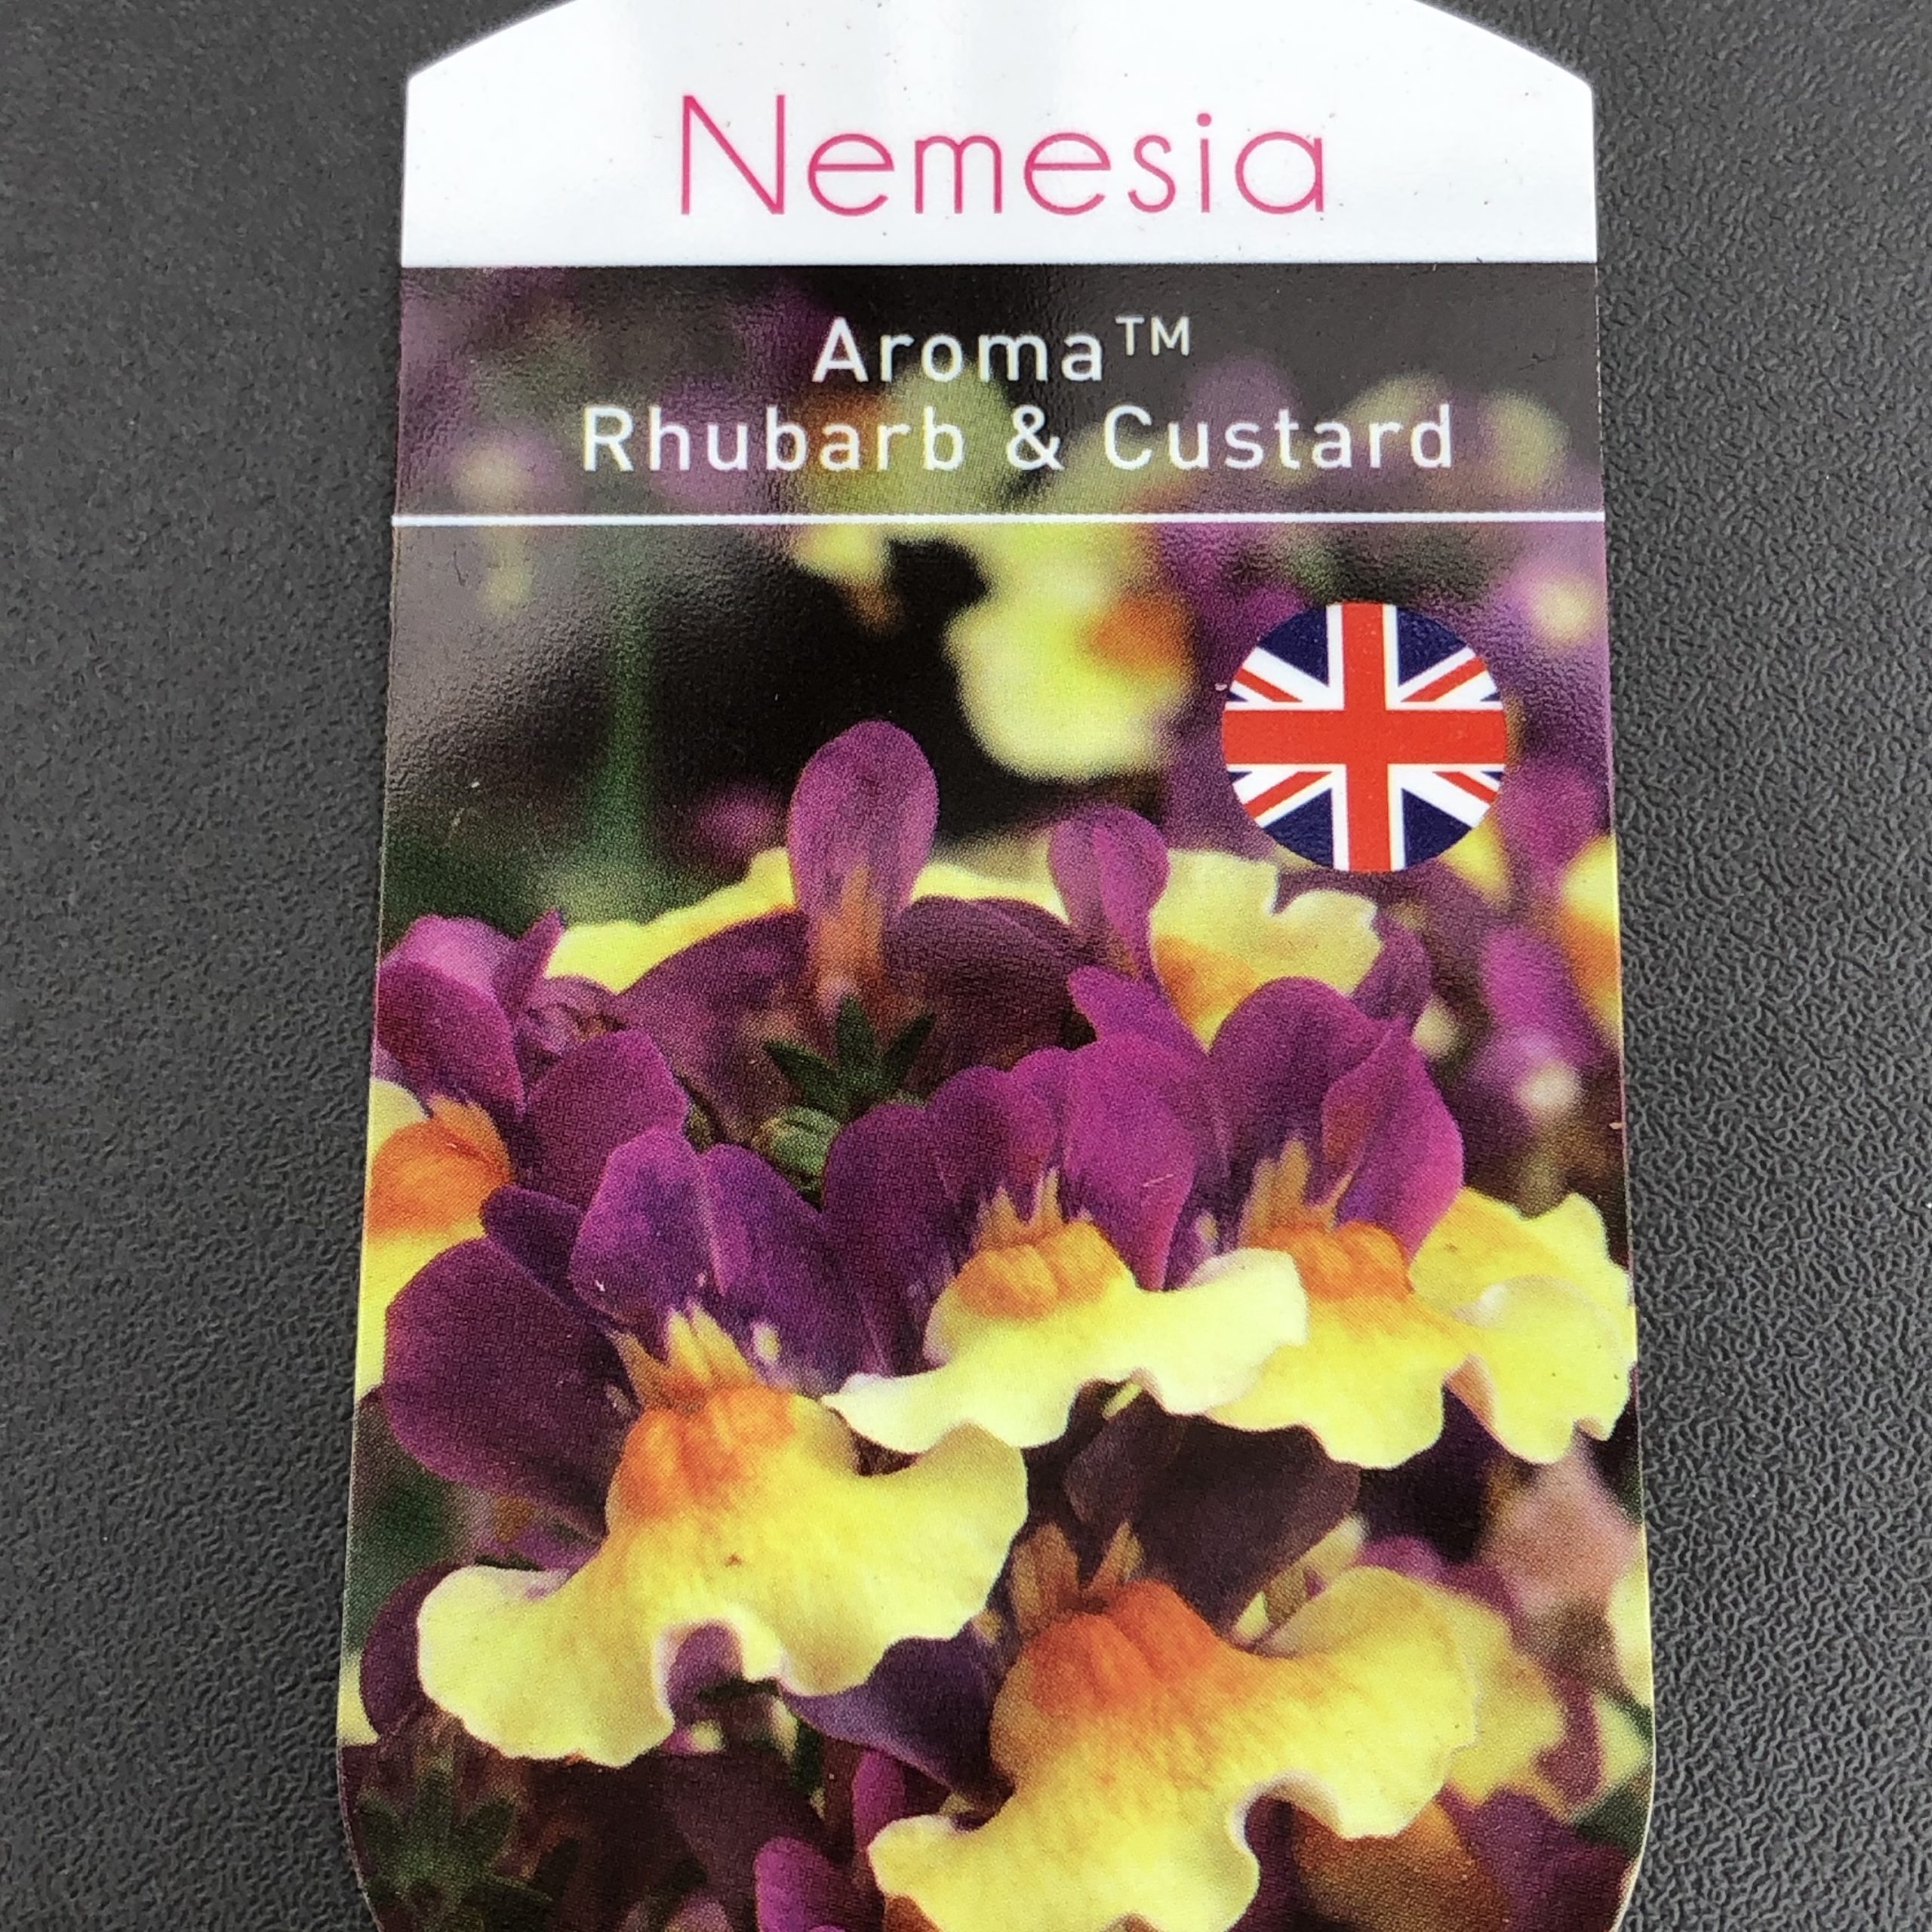 Nemesia
Aroma™
Rhubarb & Custard